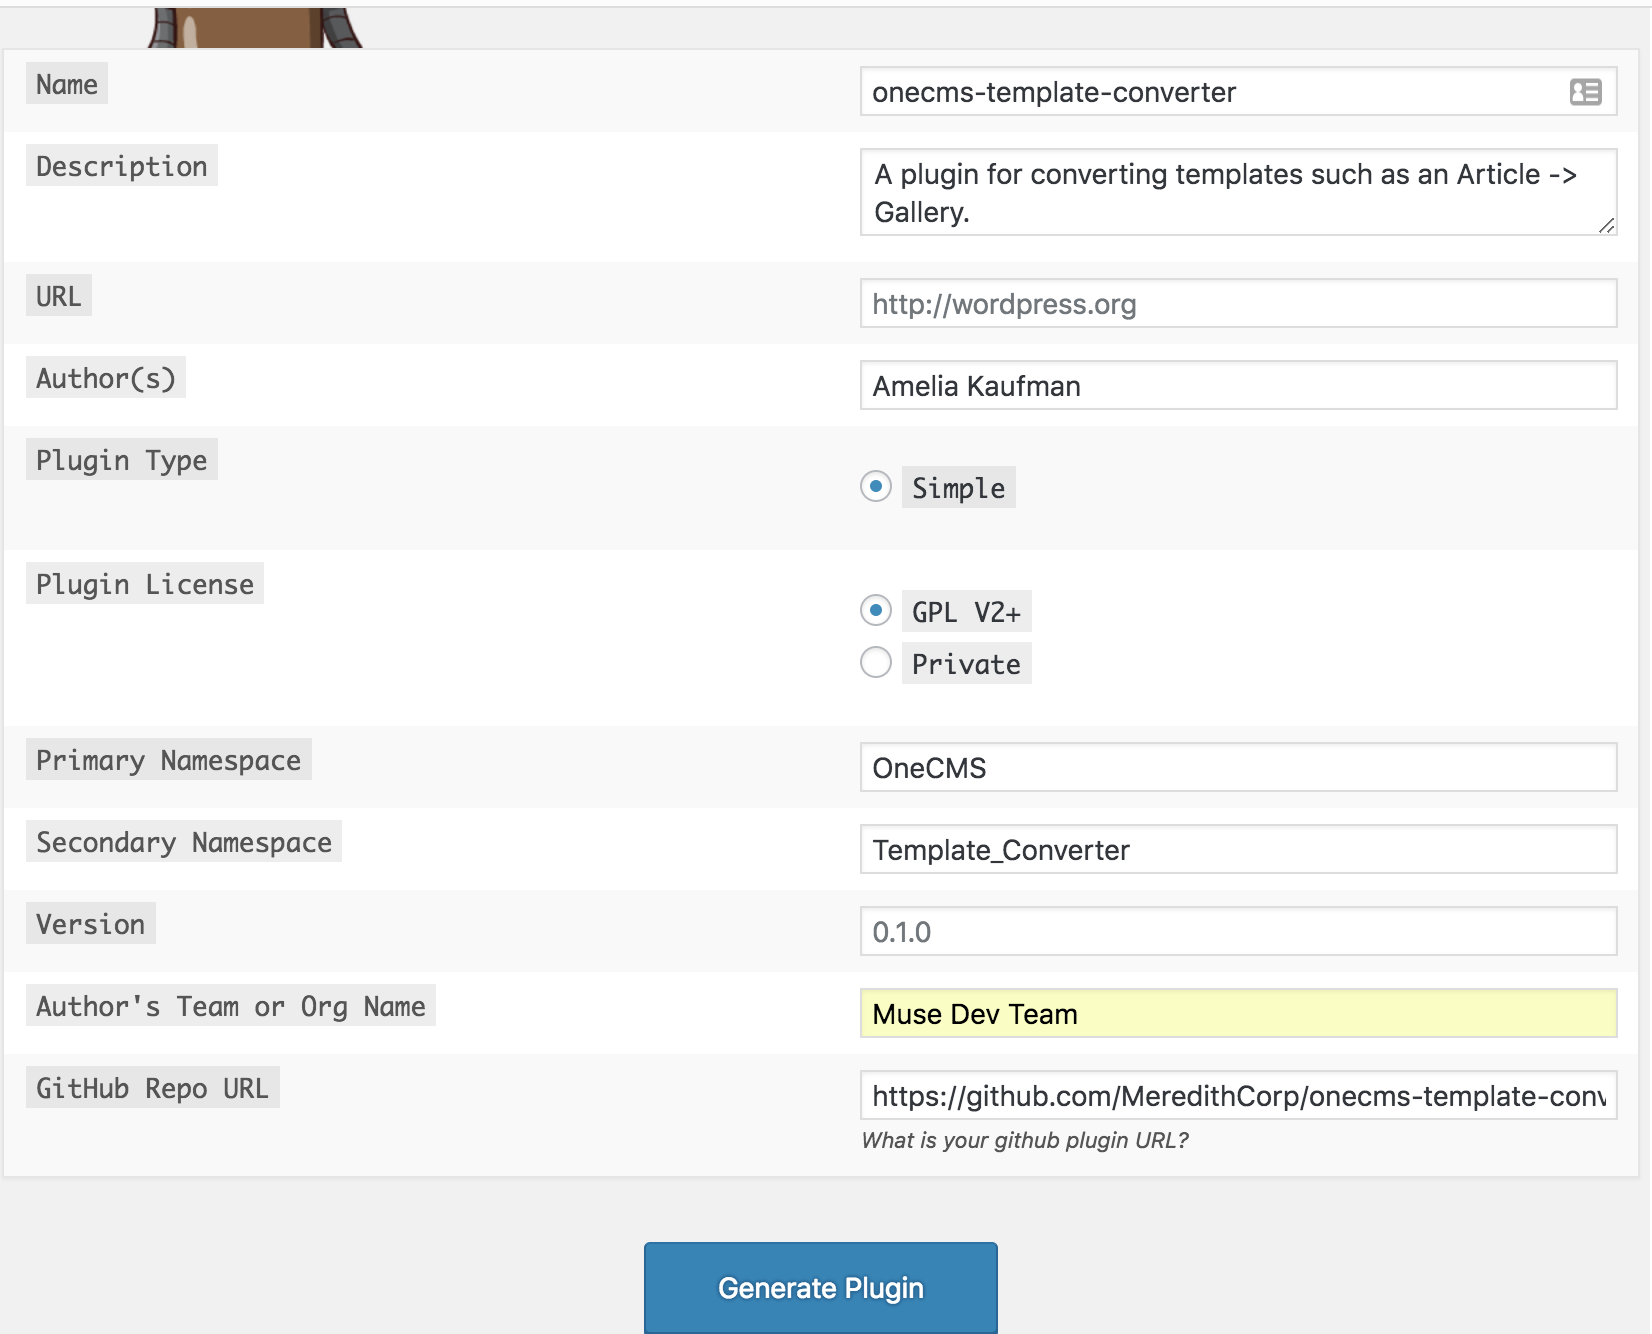 Name
onecms-template-converter
Description
A plugin for converting templates such as an Article ->
Gallery.
URL
http://wordpress.org
Author(s)
Amelia Kaufman
Plugin Type
Simple
Plugin License
GPL V2+
Private
Primary Namespace
OneCMS
Secondary Namespace
Template_Converter
Version
0.1.0
Author's Team or Org Name
Muse Dev Team
GitHub Repo URL
https://github.com/MeredithCorp/onecms-template-conv
What is your github plugin URL?
Generate Plugin